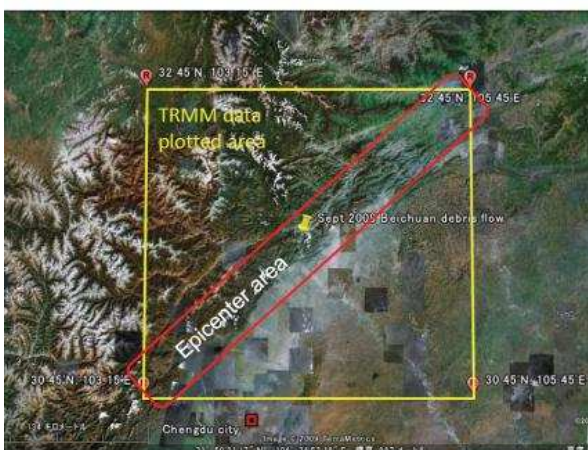 R 32 45 N, 103.15 E
R
32 45 N, 105.45 E
TRMM data
plotted area
Sept 2009 Beichuan debris flow
Epicenter area
30 45 N, 103.15 E
30 45 N, 105.45 E
Chengdu city
Image © 2009 TerraMetrics